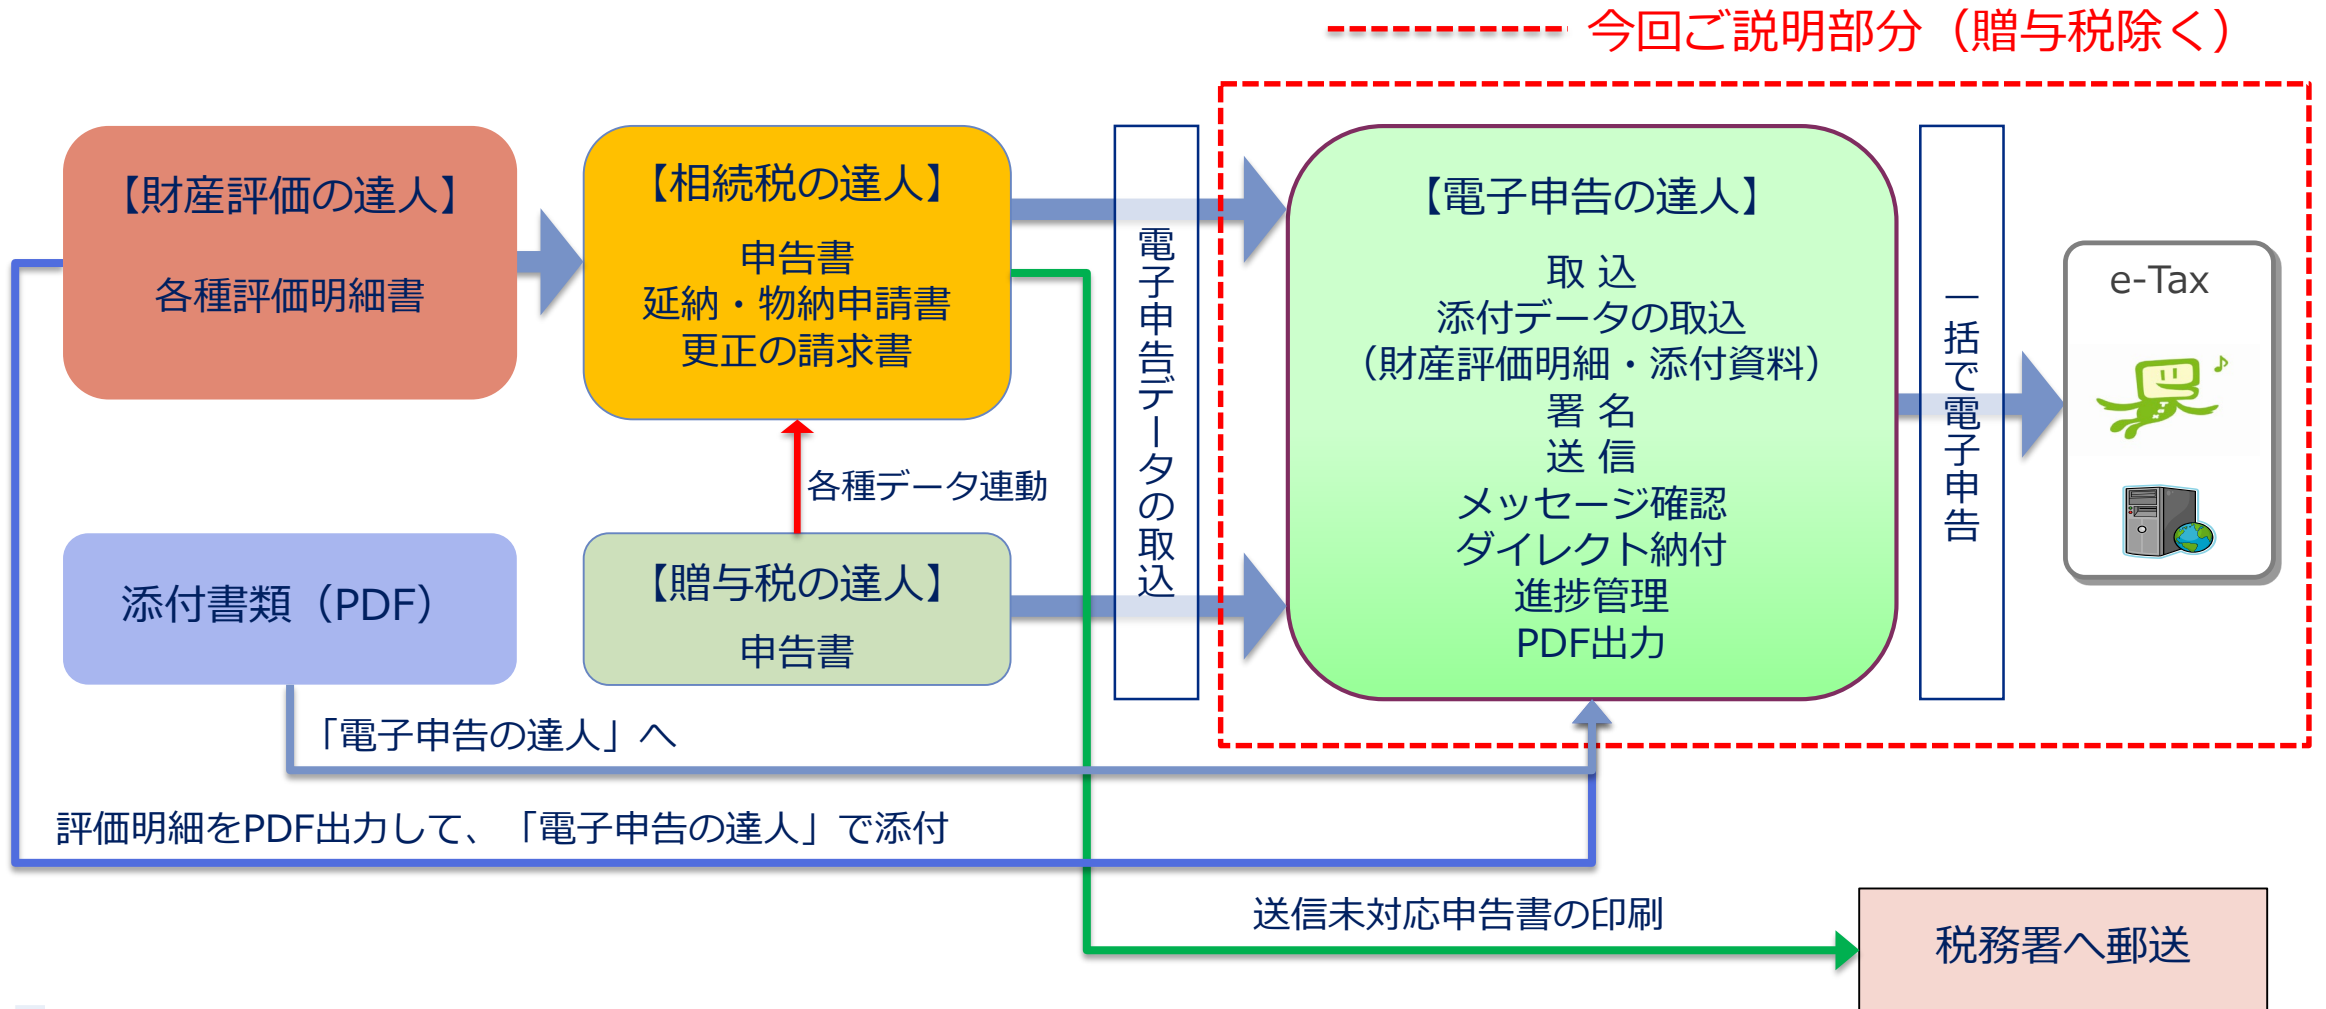 今回ご説明部分（贈与税除く）
【財産評価の達人】
各種評価明細書
【相続税の達人】
申告書
延納・物納申請書
更正の請求書
電子申告データの取込
【電子申告の達人】
取 込
添付データの取込
（財産評価明細・添付資料）
署 名
送 信
メッセージ確認
ダイレクト納付
進捗管理
PDF出力
一括で電子申告
e-Tax
各種データ連動
添付書類（PDF）
【贈与税の達人】
申告書
「電子申告の達人」へ
評価明細をPDF出力して、「電子申告の達人」で添付
送信未対応申告書の印刷
税務署へ郵送